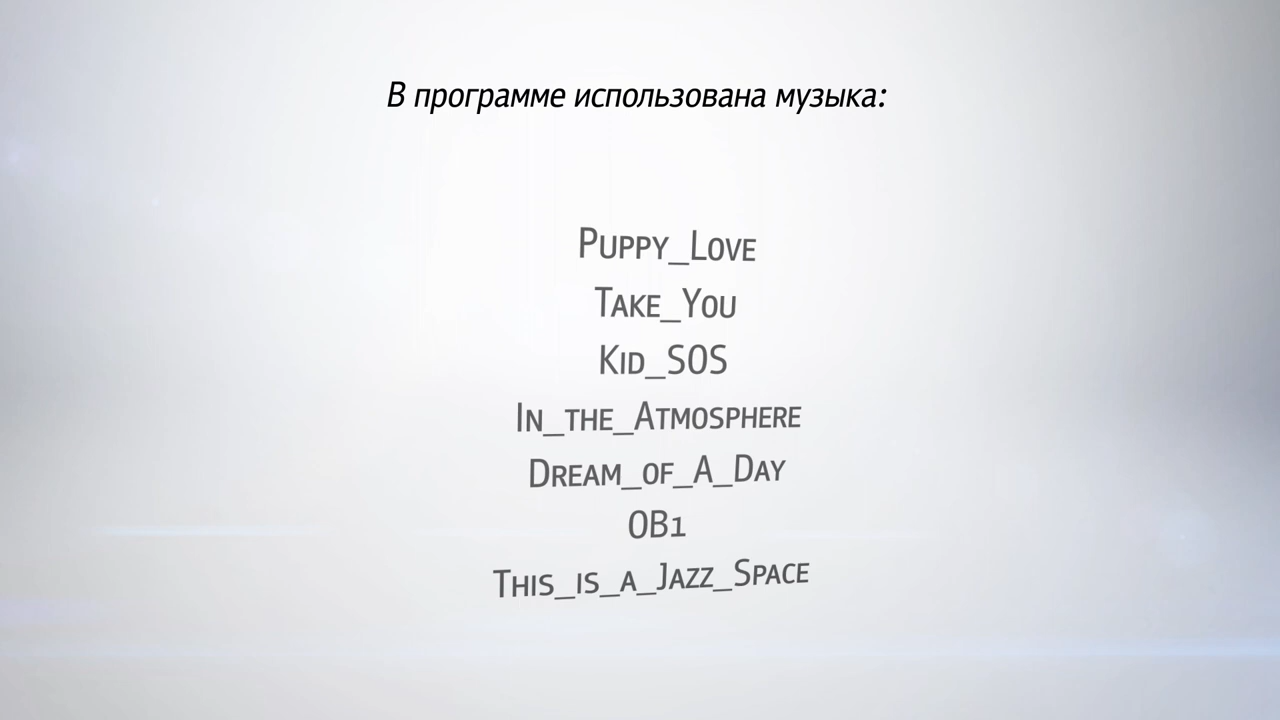 В программе использована музыка:
Puppy_Love
Take_You
Kid_SOS
In_the_Atmosphere
Dream_of_A_Day
OB1
This_is_a_Jazz_Space